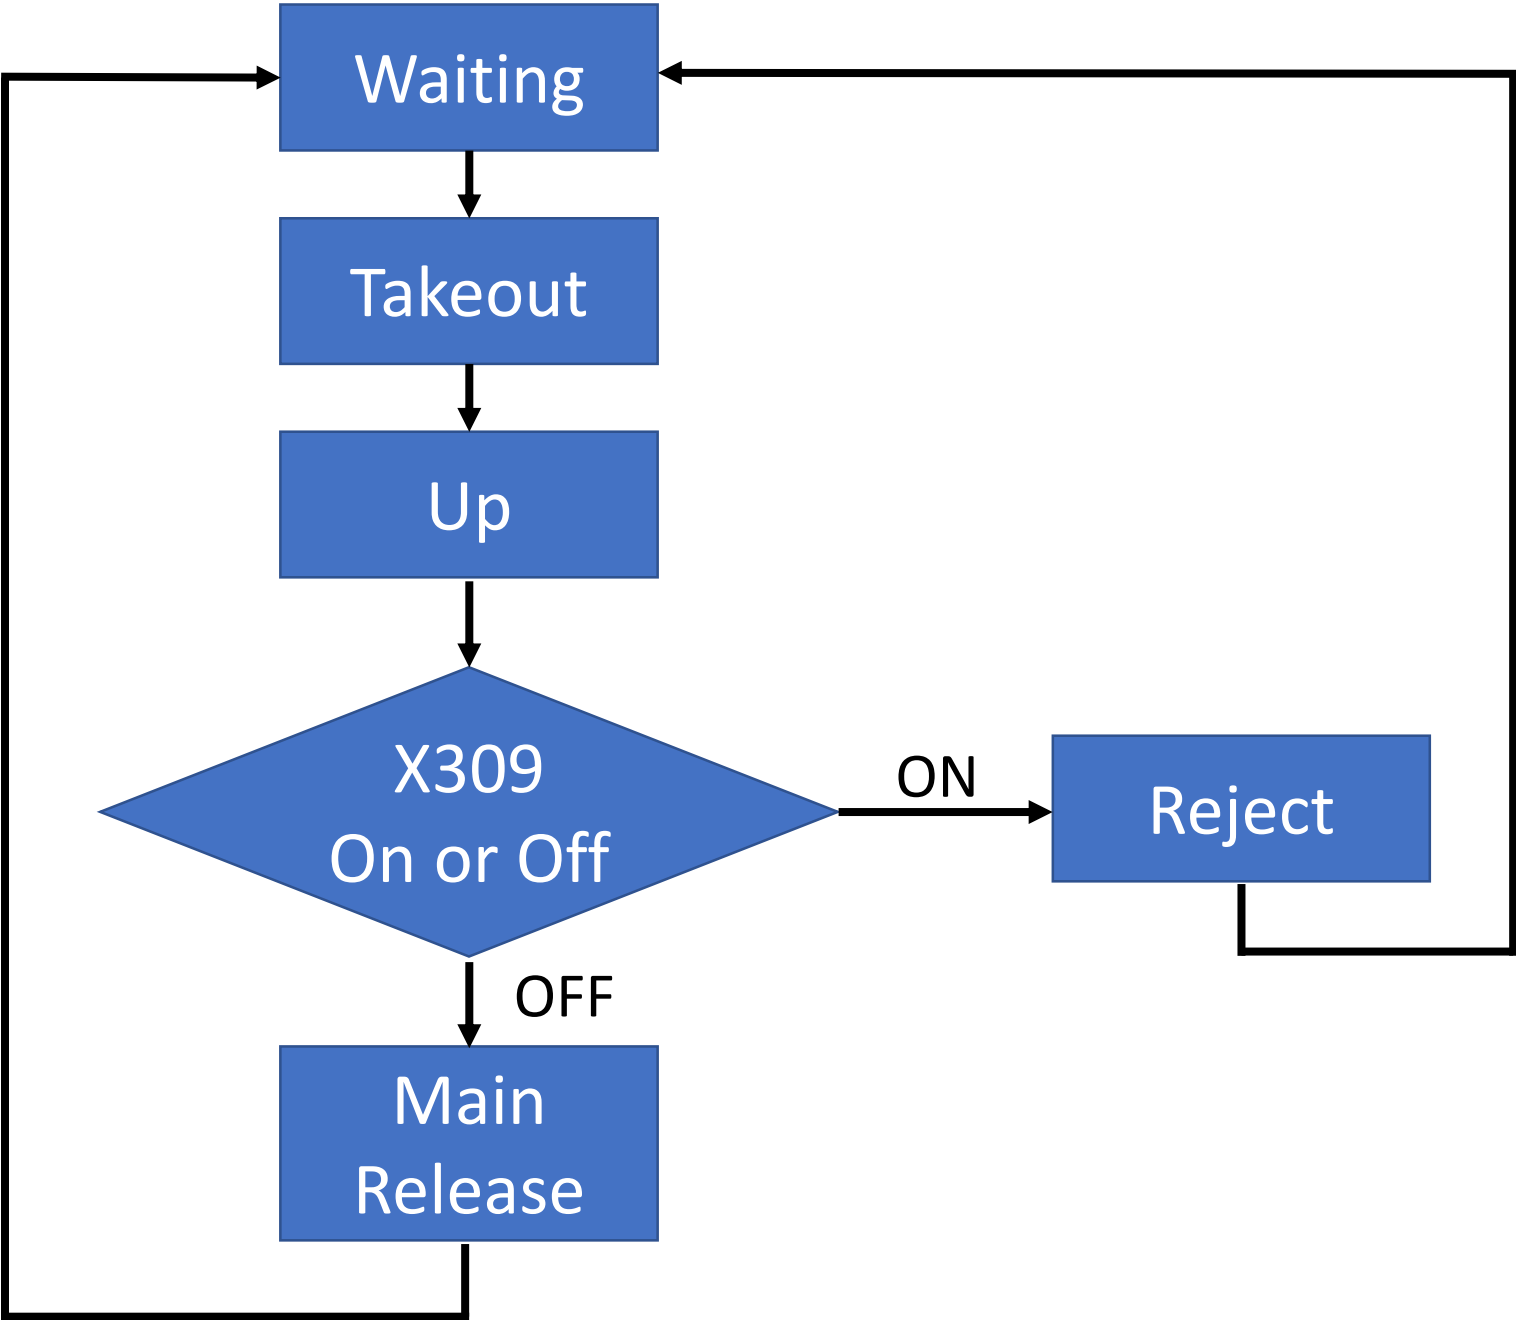 Waiting
Takeout
Up
X309
On or Off
ON
Reject
OFF
Main
Release